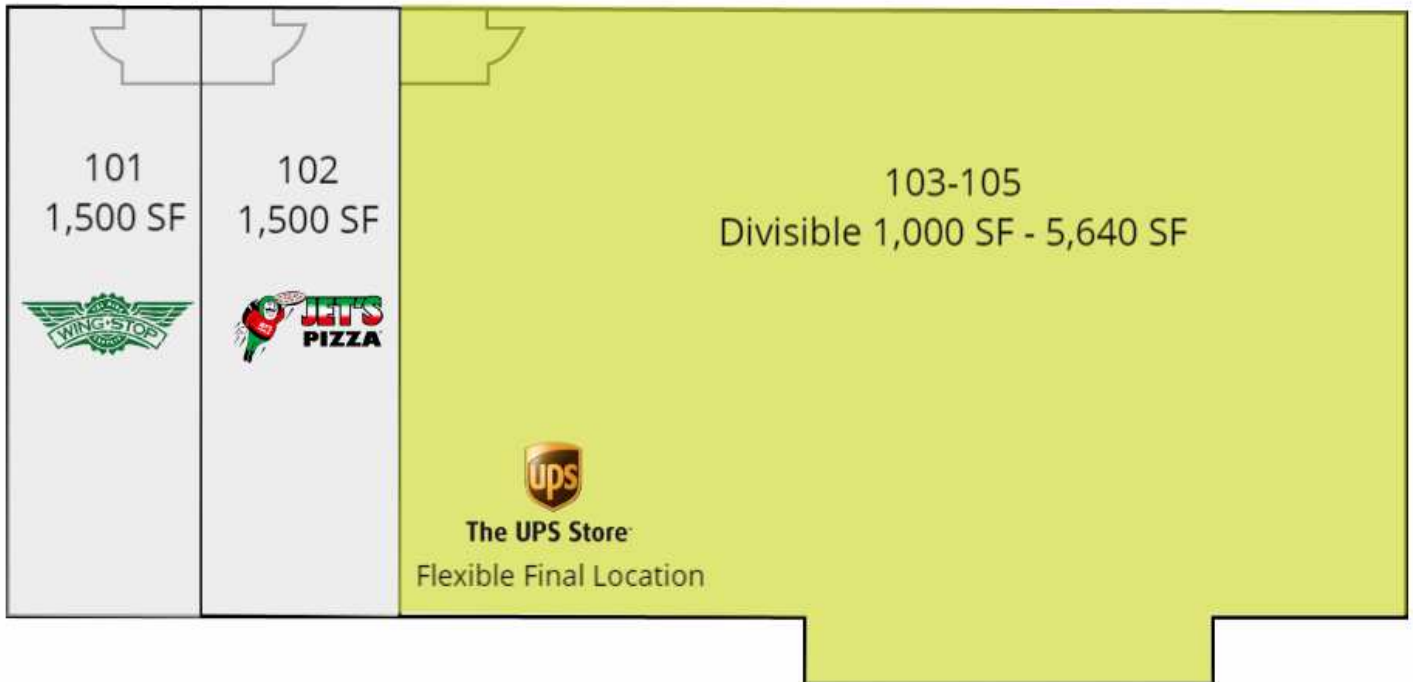 101
1,500 SF
WING·STOP
102
1,500 SF
JET'S
PIZZA
103-105
Divisible 1,000 SF - 5,640 SF
ups
The UPS Store
Flexible Final Location